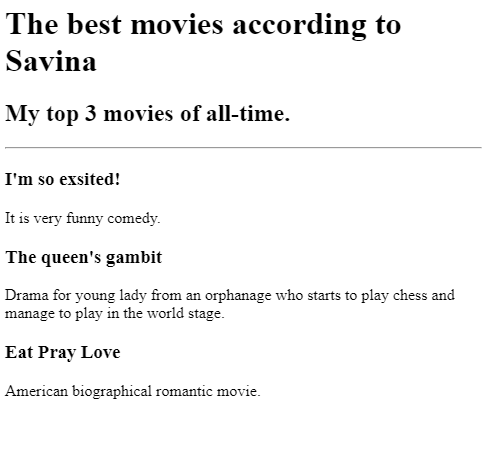 The best movies according to
Savina
My top 3 movies of all-time.
I'm so exsited!
It is very funny comedy.
The queen's gambit
Drama for young lady from an orphanage who starts to play chess and
manage to play in the world stage.
Eat Pray Love
American biographical romantic movie.